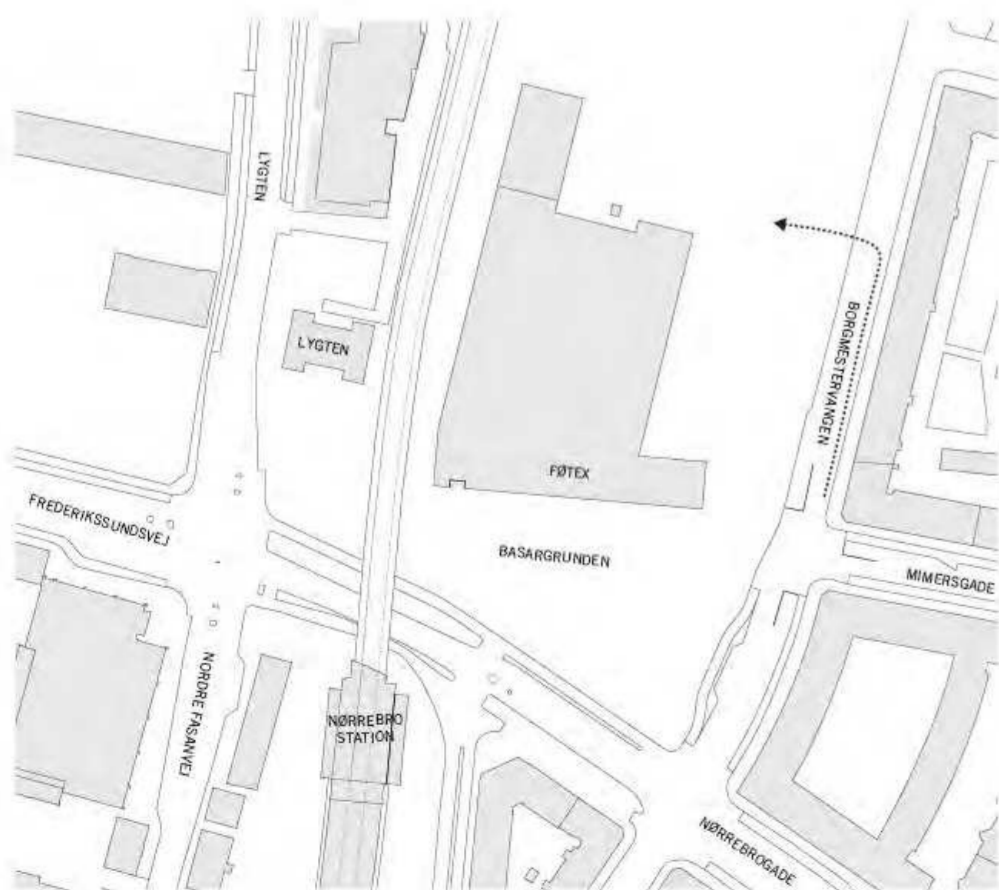 LYGTEN
LYGTEN
BORGMESTERVANGEN
FØTEX
FREDERIKSSUNDSVEJ
BASARGRUNDEN
MIMERSGADE
NORDRE FASANVEJ
NØRREBRO
STATION
NØRREBROGADE